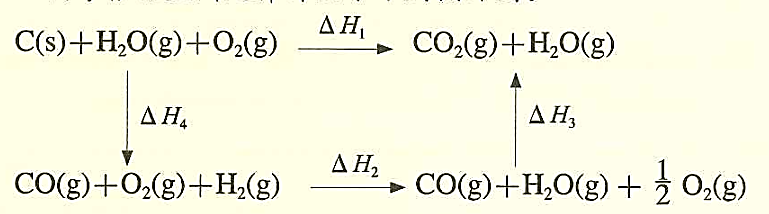 C(s)+H₂O(g)+O₂(g) ΔH₁ CO₂(g)+H₂O(g)
ΔH₄ ΔH₃
CO(g)+O₂(g)+H₂(g) ΔH₂ CO(g)+H₂O(g) + 1/2 O₂(g)